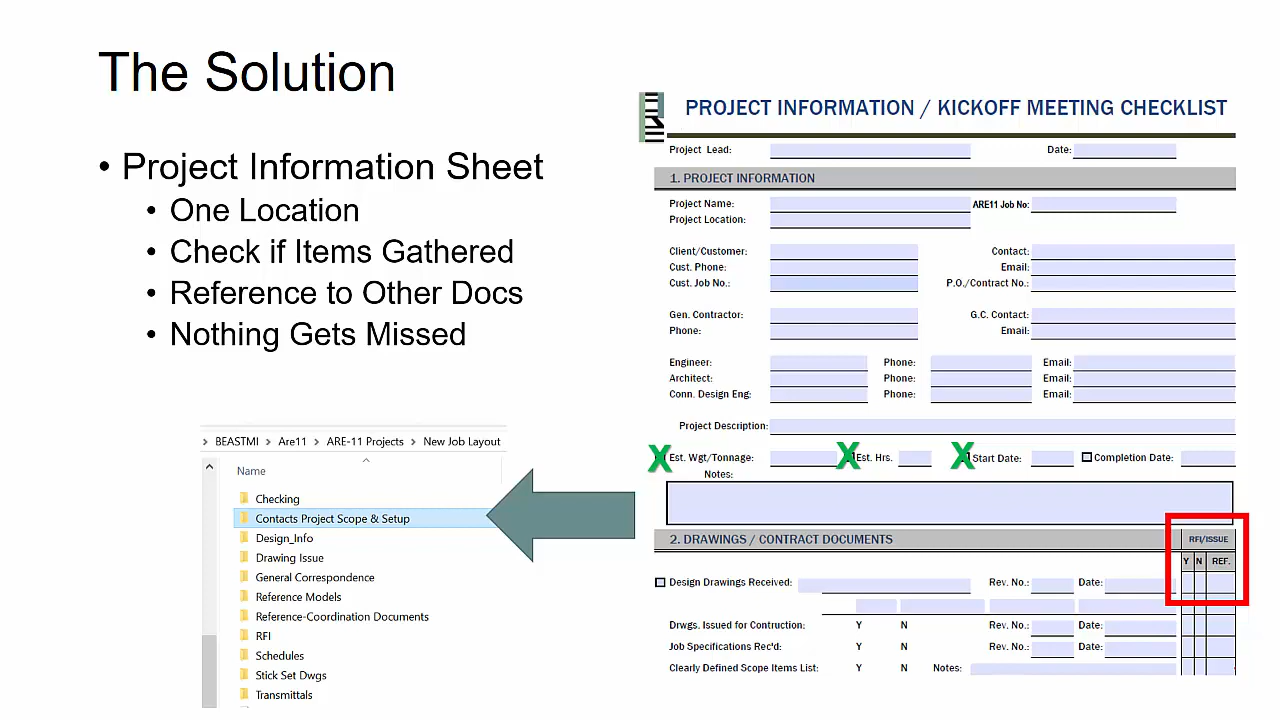 The Solution
• Project Information Sheet
• One Location
• Check if Items Gathered
• Reference to Other Docs
• Nothing Gets Missed
BEASTMI > Are11 > ARE-11 Projects > New Job Layout
Name
Checking
Contacts Project Scope & Setup
Design_Info
Drawing Issue
General Correspondence
Reference Models
Reference-Coordination Documents
RFI
Schedules
Stick Set Dwgs
Transmittals
PROJECT INFORMATION / KICKOFF MEETING CHECKLIST
Project Lead: Date:
1. PROJECT INFORMATION
Project Name: ARE11 Job No:
Project Location:
Client/Customer: Contact:
Cust. Phone: Email:
Cust. Job No.: P.O./Contract No.:
Gen. Contractor: G.C. Contact:
Phone: Email:
Engineer: Phone: Email:
Architect: Phone: Email:
Conn. Design Eng: Phone: Email:
Project Description:
X Est. Wgt/Tonnage: X Est. Hrs. X Start Date: Completion Date:
Notes:
2. DRAWINGS / CONTRACT DOCUMENTS RFI/ISSUE
Y N REF.
Design Drawings Received: Rev. No.: Date:
Drwgs. Issued for Contruction: Y N Rev. No.: Date:
Job Specifications Rec'd: Y N Rev. No.: Date:
Clearly Defined Scope Items List: Y N Notes: